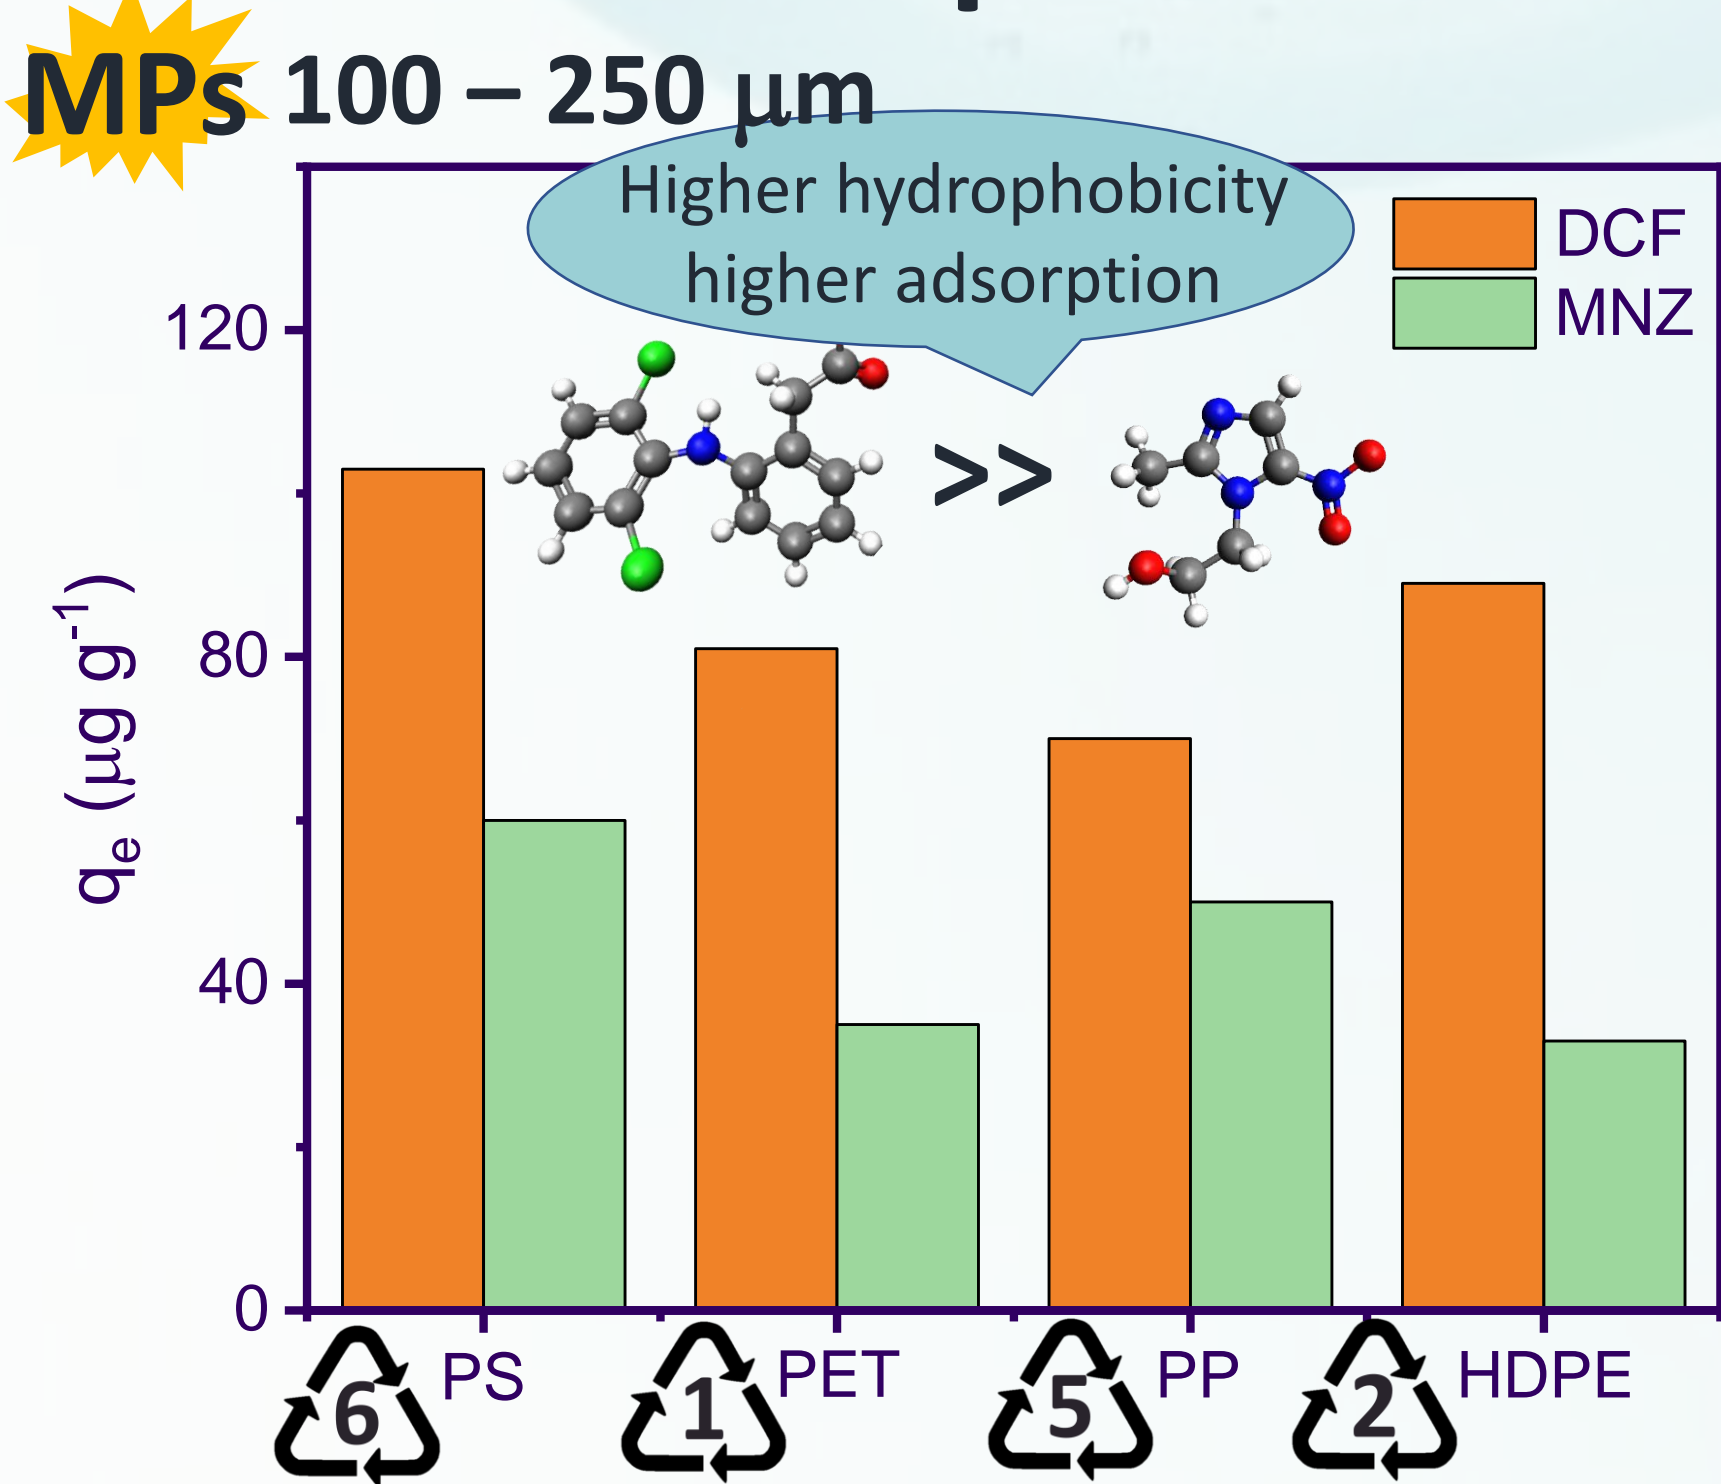 MPs 100 – 250 µm
Higher hydrophobicity
higher adsorption
DCF
MNZ
>>
120
80
40
0
qₑ (µg g⁻¹)
6 PS
1 PET
5 PP
2 HDPE